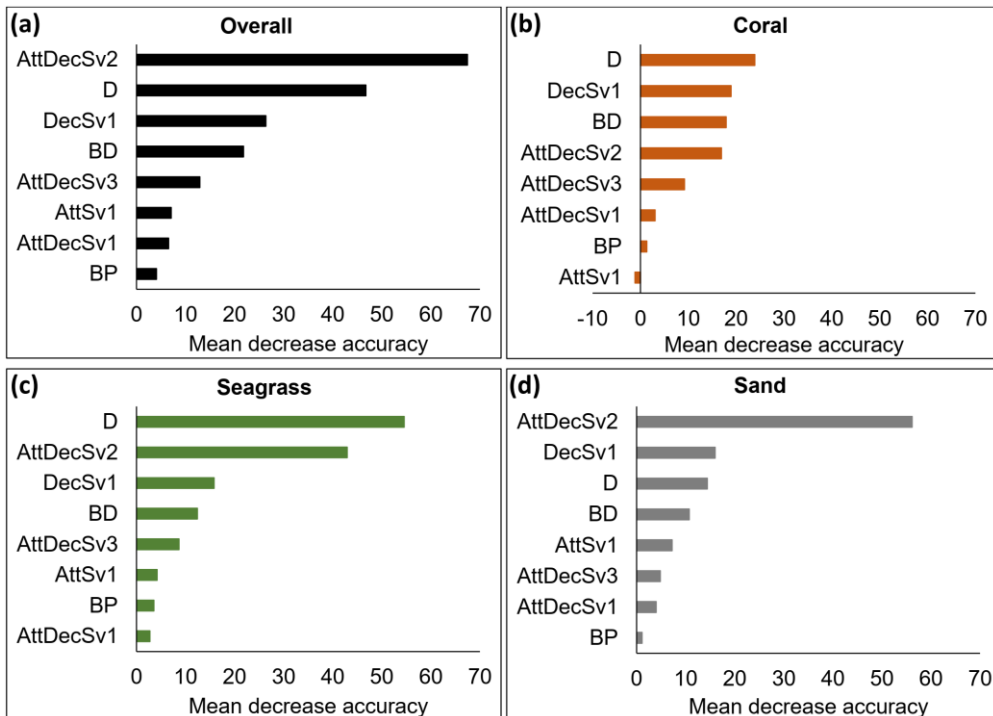 (a)
Overall
AttDecSv2
D
DecSv1
BD
AttDecSv3
AttSv1
AttDecSv1
BP
0 10 20 30 40 50 60 70
Mean decrease accuracy
(b)
Coral
D
DecSv1
BD
AttDecSv2
AttDecSv3
AttDecSv1
BP
AttSv1
-10 0 10 20 30 40 50 60 70
Mean decrease accuracy
(c)
Seagrass
D
AttDecSv2
DecSv1
BD
AttDecSv3
AttSv1
BP
AttDecSv1
0 10 20 30 40 50 60 70
Mean decrease accuracy
(d)
Sand
AttDecSv2
DecSv1
D
BD
AttSv1
AttDecSv3
AttDecSv1
BP
0 10 20 30 40 50 60 70
Mean decrease accuracy